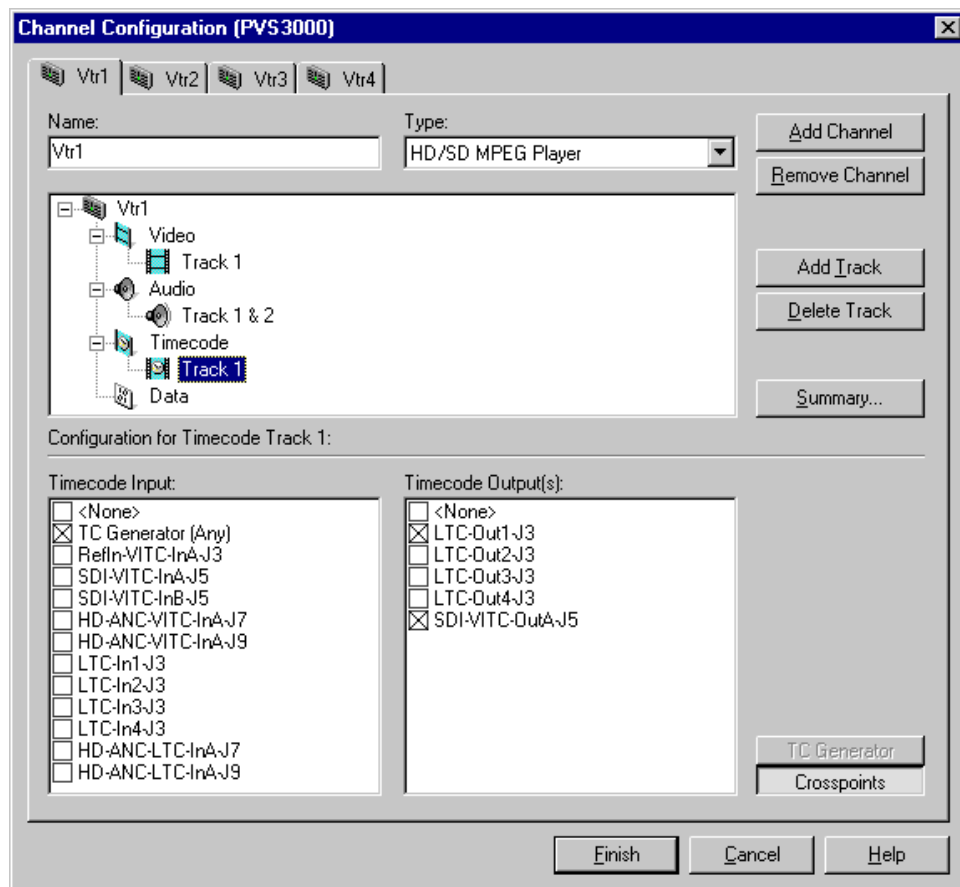 Channel Configuration (PVS3000)
Vtr1
Vtr2
Vtr3
Vtr4
Name:
Vtr1
Type:
HD/SD MPEG Player
Add Channel
Remove Channel
Vtr1
Video
Track 1
Audio
Track 1 & 2
Timecode
Track 1
Data
Add Track
Delete Track
Summary...
Configuration for Timecode Track 1:
Timecode Input:
<None>
TC Generator (Any)
RefIn-VITC-InA-J3
SDI-VITC-InA-J5
SDI-VITC-InB-J5
HD-ANC-VITC-InA-J7
HD-ANC-VITC-InA-J9
LTC-In1-J3
LTC-In2-J3
LTC-In3-J3
LTC-In4-J3
HD-ANC-LTC-InA-J7
HD-ANC-LTC-InA-J9
Timecode Output(s):
<None>
LTC-Out1-J3
LTC-Out2-J3
LTC-Out3-J3
LTC-Out4-J3
SDI-VITC-OutA-J5
TC Generator
Crosspoints
Finish
Cancel
Help